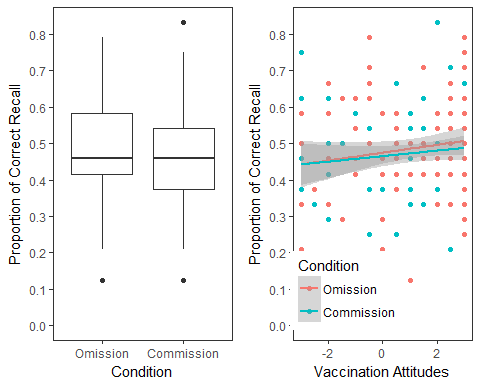 Proportion of Correct Recall
0.8
0.7
0.6
0.5
0.4
0.3
0.2
0.1
0.0
Omission Commission
Condition
Proportion of Correct Recall
0.8
0.7
0.6
0.5
0.4
0.3
0.2
0.1
0.0
Condition
Omission
Commission
-2 0 2
Vaccination Attitudes